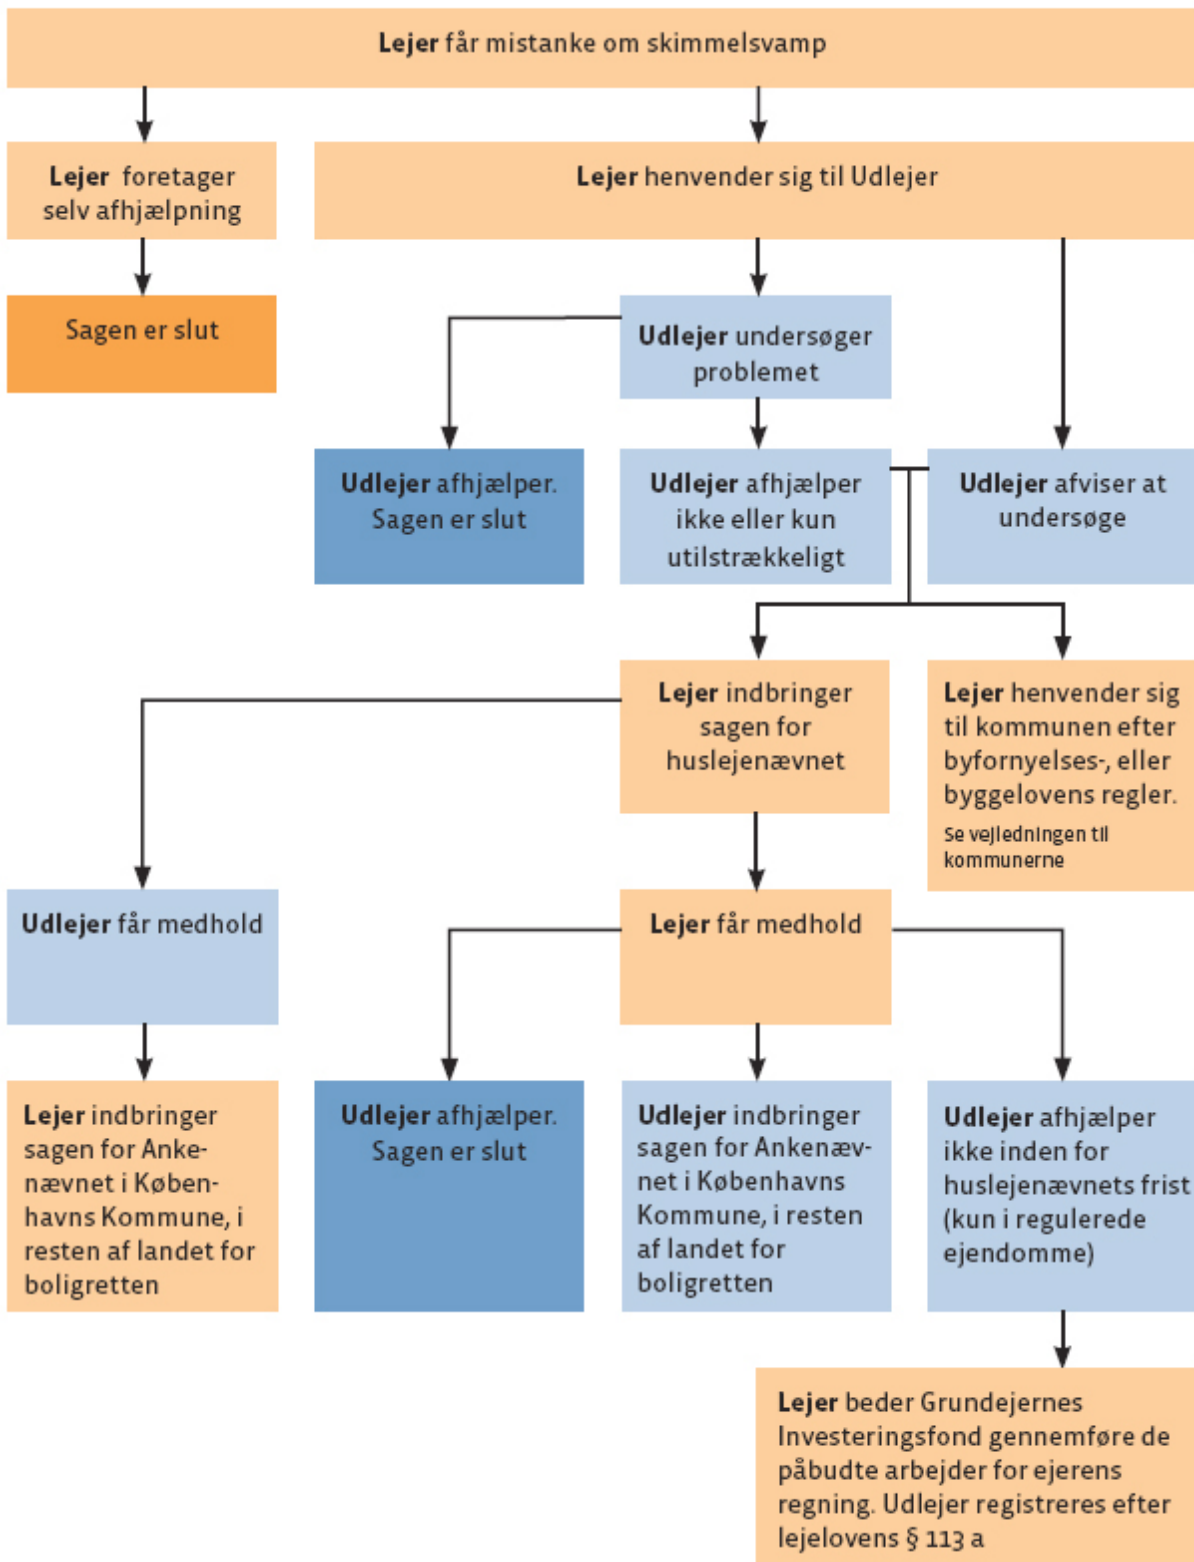 Lejer får mistanke om skimmelsvamp
Lejer foretager
selv afhjælpning
Lejer henvender sig til Udlejer
Sagen er slut
Udlejer undersøger
problemet
Udlejer afhjælper.
Sagen er slut
Udlejer afhjælper
ikke eller kun
utilstrækkeligt
Udlejer afviser at
undersøge
Lejer indbringer
sagen for
huslejenævnet
Lejer henvender sig
til kommunen efter
byfornyelses-, eller
byggelovens regler.
Se vejledningen til
kommunerne
Udlejer får medhold
Lejer får medhold
Lejer indbringer
sagen for Anke-
nævnet i Køben-
havns Kommune, i
resten af landet for
boligretten
Udlejer afhjælper.
Sagen er slut
Udlejer indbringer
sagen for Ankenæv-
net i Københavns
Kommune, i resten
af landet for
boligretten
Udlejer afhjælper
ikke inden for
huslejenævnets frist
(kun i regulerede
ejendomme)
Lejer beder Grundejernes
Investeringsfond gennemføre de
påbudte arbejder for ejerens
regning. Udlejer registreres efter
lejelovens § 113 a